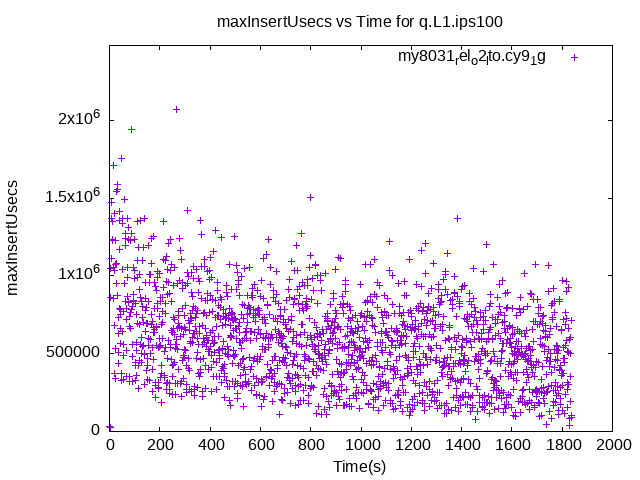 maxInsertUsecs vs Time for q.L1.ips100
my8031_rel_o2_lto.cy9_1g
maxInsertUsecs
2x10^6
1.5x10^6
1x10^6
500000
0
0 200 400 600 800 1000 1200 1400 1600 1800 2000
Time(s)